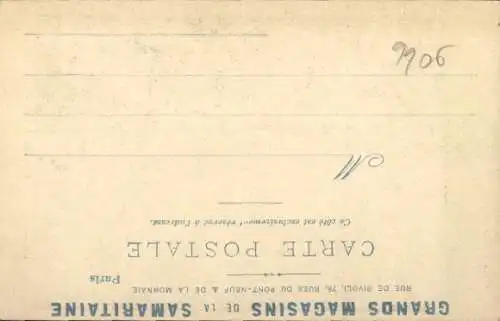 GRANDS MAGASINS DE LA SAMARITAINE
RUE DE RIVOLI, 75, RUES DU PONT-NEUF & DE LA MONNAIE
Paris
CARTE POSTALE
Ce côté est exclusivement réservé à l'adresse.
M